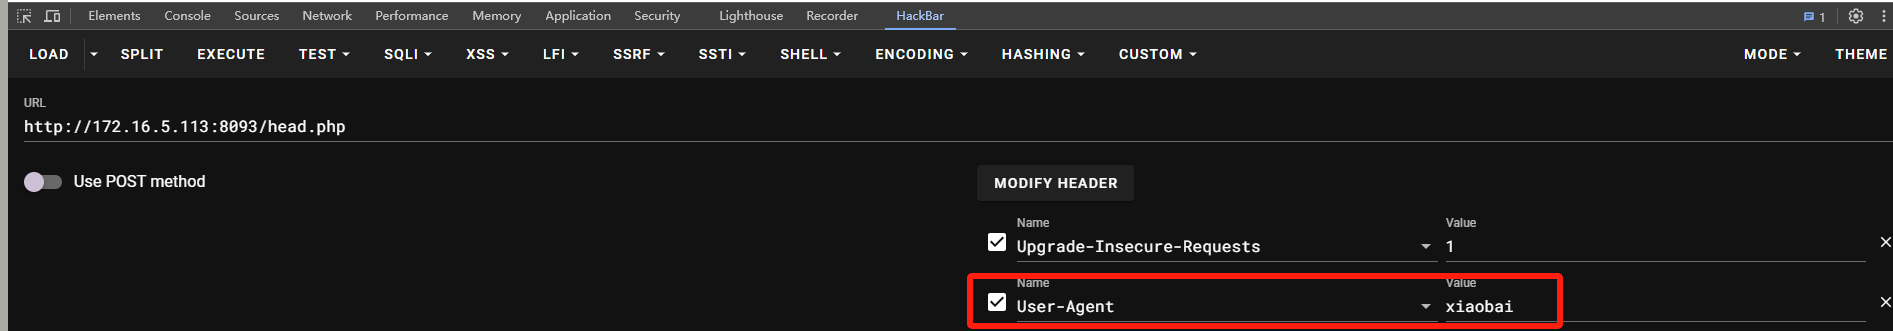 Elements Console Sources Network Performance Memory Application Security Lighthouse Recorder HackBar 1
LOAD SPLIT EXECUTE TEST SQLI XSS LFI SSRF SSTI SHELL ENCODING HASHING CUSTOM MODE THEME
URL
http://172.16.5.113:8093/head.php
Use POST method MODIFY HEADER
Name Value
Upgrade-Insecure-Requests 1
Name Value
User-Agent xiaobai